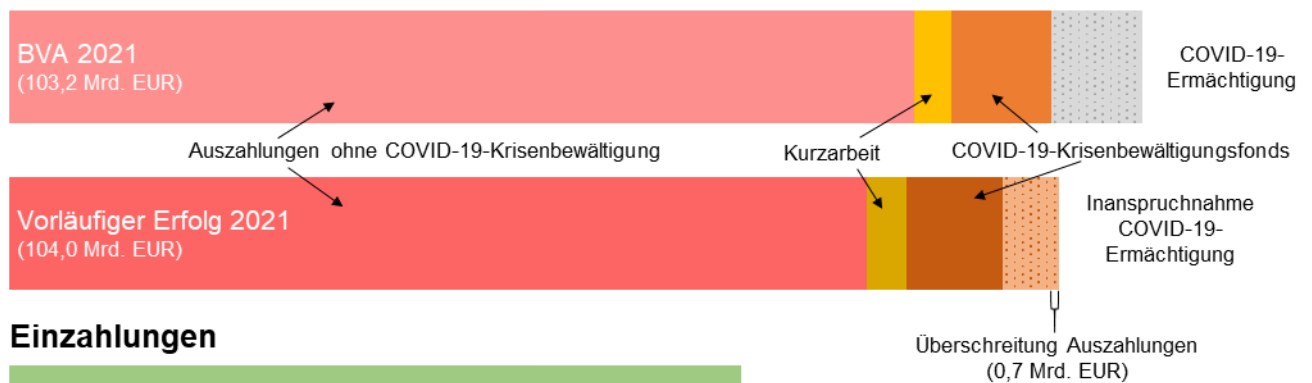 BVA 2021
(103,2 Mrd. EUR)
COVID-19-
Ermächtigung
Auszahlungen ohne COVID-19-Krisenbewältigung
Kurzarbeit
COVID-19-Krisenbewältigungsfonds
Vorläufiger Erfolg 2021
(104,0 Mrd. EUR)
Inanspruchnahme
COVID-19-
Ermächtigung
Einzahlungen
Überschreitung Auszahlungen
(0,7 Mrd. EUR)